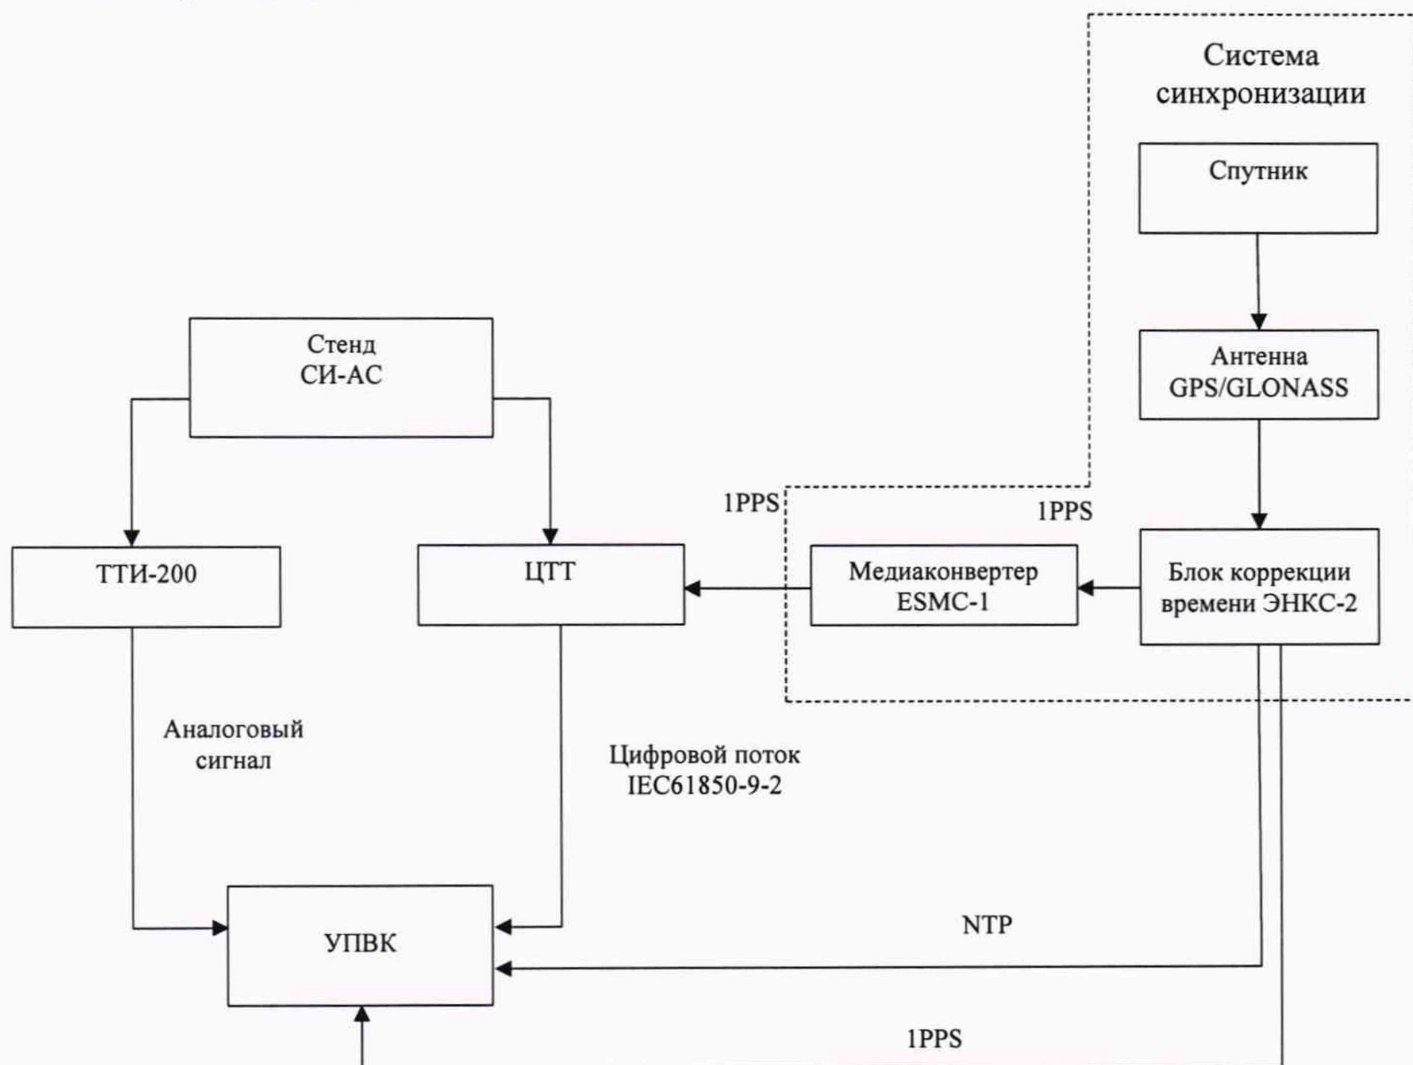 Система
синхронизации
Спутник
Стенд
СИ-АС
Антенна
GPS/GLONASS
1PPS
1PPS
ТТИ-200
ЦТТ
Медиаконвертер
ESMC-1
Блок коррекции
времени ЭНКС-2
Аналоговый
сигнал
Цифровой поток
IEC61850-9-2
УПВК
NTP
1PPS